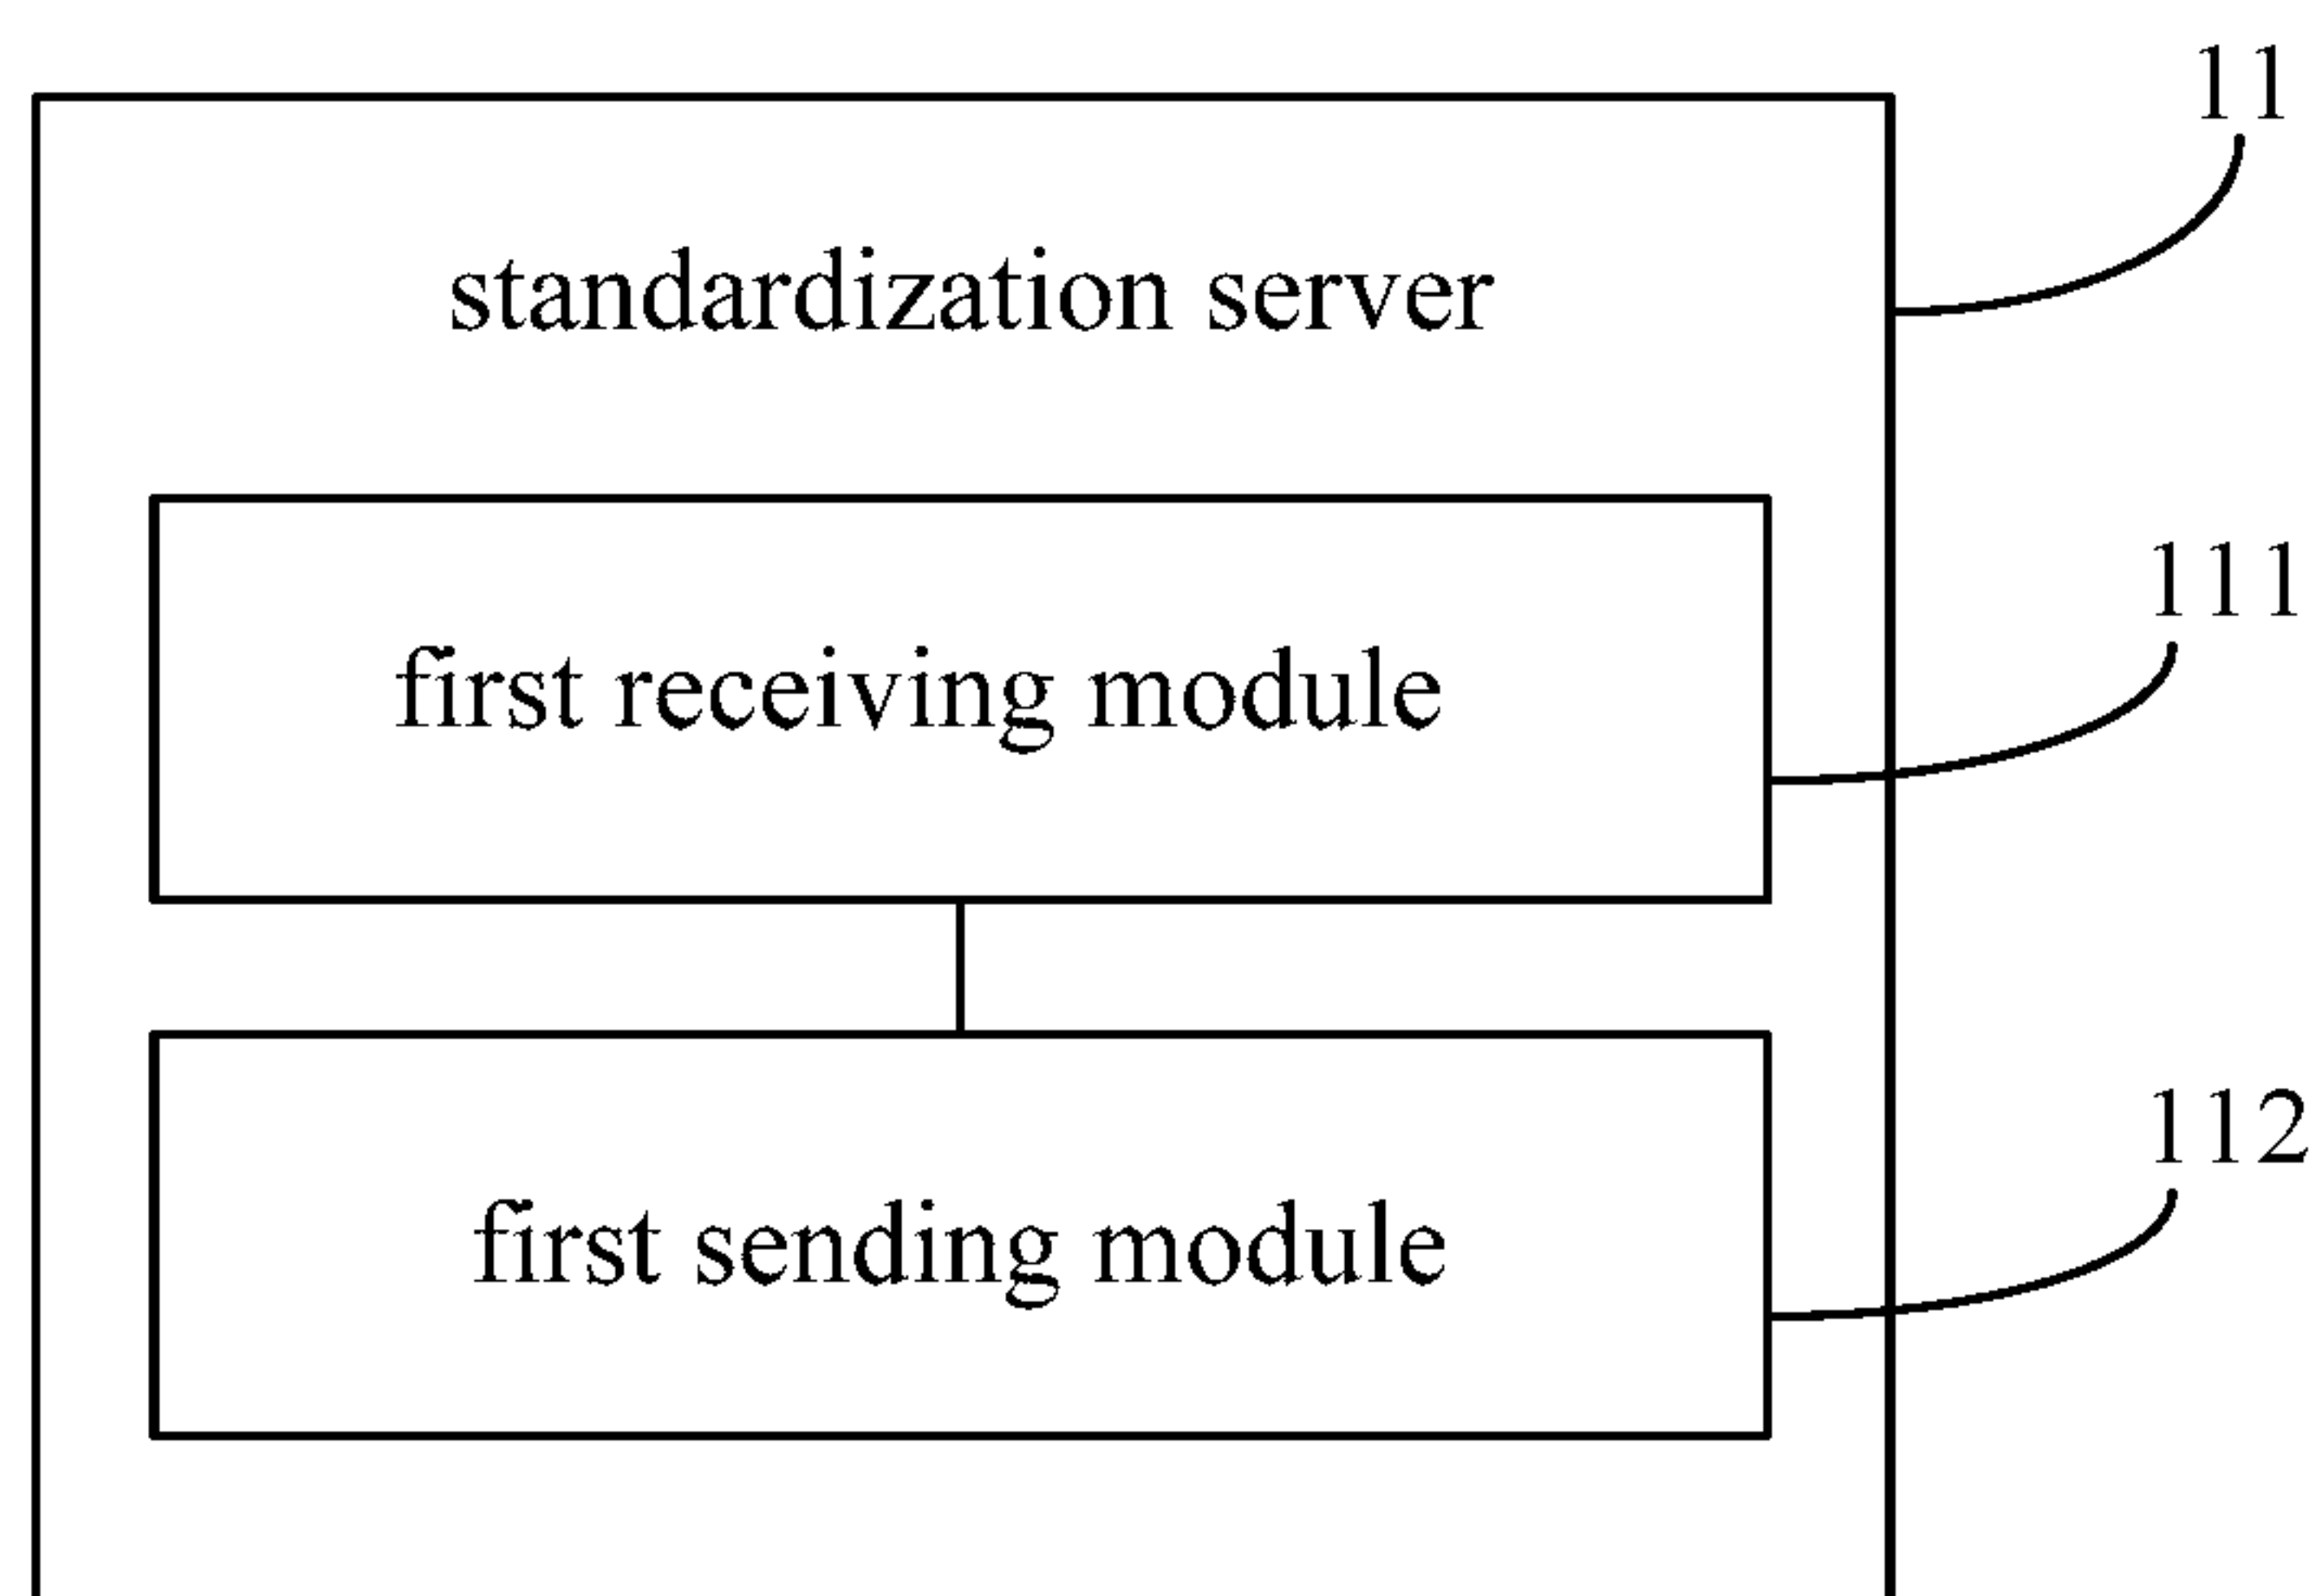 11
standardization server
111
first receiving module
112
first sending module